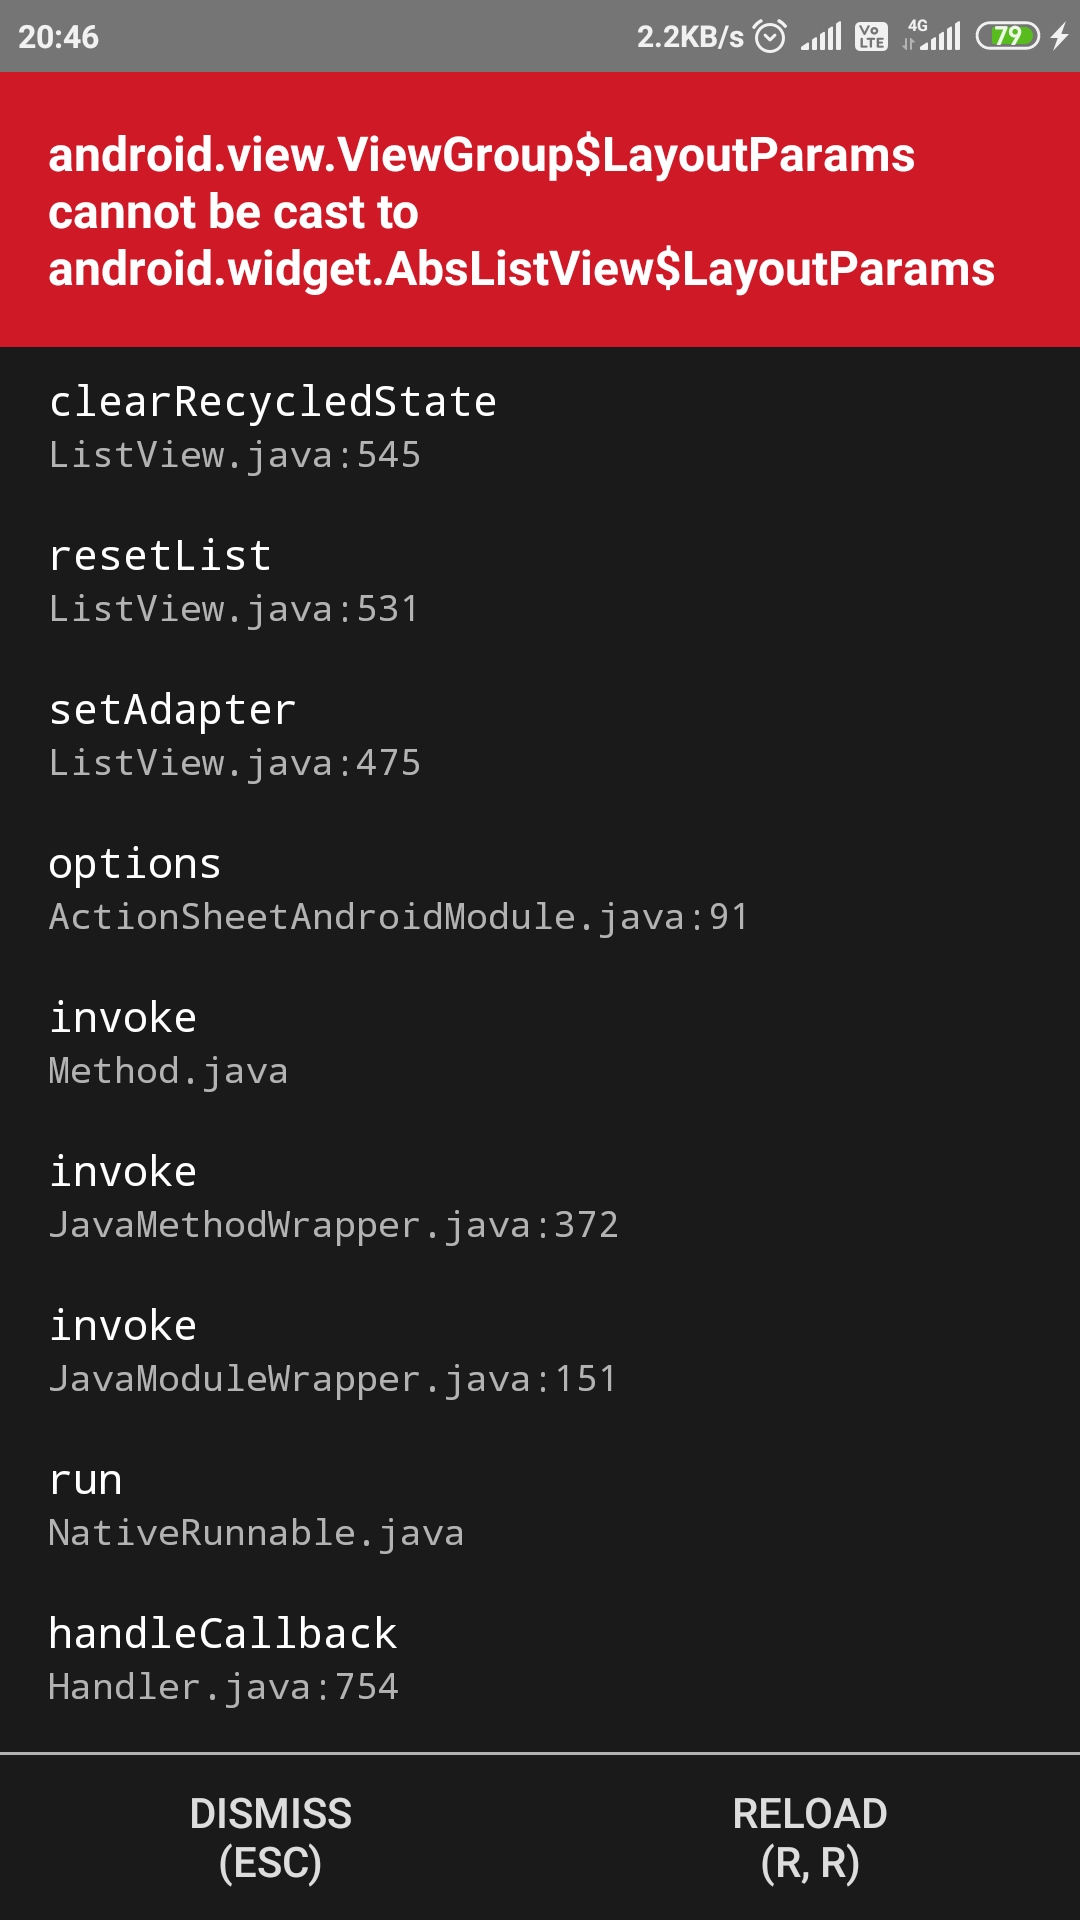 20:46
2.2KB/s
Vo
LTE
4G
79
android.view.ViewGroup$LayoutParams
cannot be cast to
android.widget.AbsListView$LayoutParams
clearRecycledState
ListView.java:545
resetList
ListView.java:531
setAdapter
ListView.java:475
options
ActionSheetAndroidModule.java:91
invoke
Method.java
invoke
JavaMethodWrapper.java:372
invoke
JavaModuleWrapper.java:151
run
NativeRunnable.java
handleCallback
Handler.java:754
DISMISS
(ESC)
RELOAD
(R, R)